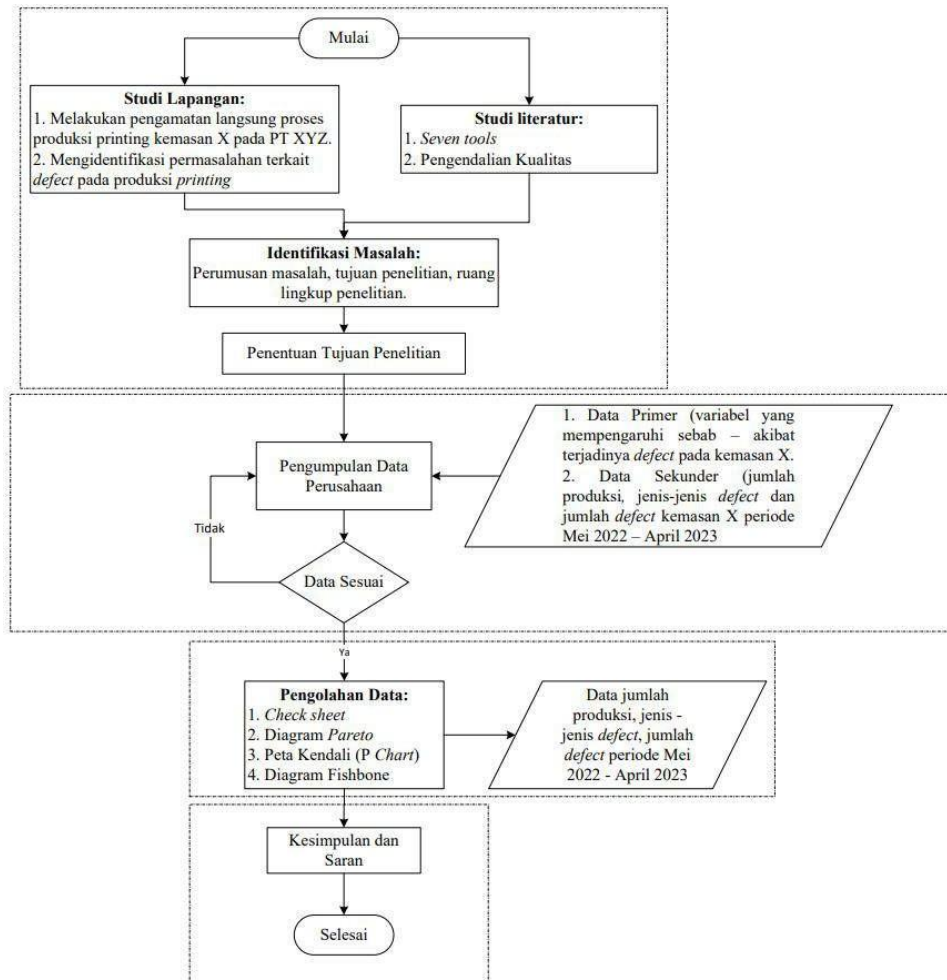 Mulai
Studi Lapangan:
1. Melakukan pengamatan langsung proses
produksi printing kemasan X pada PT XYZ.
2. Mengidentifikasi permasalahan terkait
defect pada produksi printing
Studi literatur:
1. Seven tools
2. Pengendalian Kualitas
Identifikasi Masalah:
Perumusan masalah, tujuan penelitian, ruang
lingkup penelitian.
Penentuan Tujuan Penelitian
Pengumpulan Data
Perusahaan
1. Data Primer (variabel yang
mempengaruhi sebab – akibat
terjadinya defect pada kemasan X.
2. Data Sekunder (jumlah
produksi, jenis-jenis defect dan
jumlah defect kemasan X periode
Mei 2022 – April 2023
Tidak
Data Sesuai
Ya
Pengolahan Data:
1. Check sheet
2. Diagram Pareto
3. Peta Kendali (P Chart)
4. Diagram Fishbone
Data jumlah
produksi, jenis -
jenis defect, jumlah
defect periode Mei
2022 - April 2023
Kesimpulan dan
Saran
Selesai